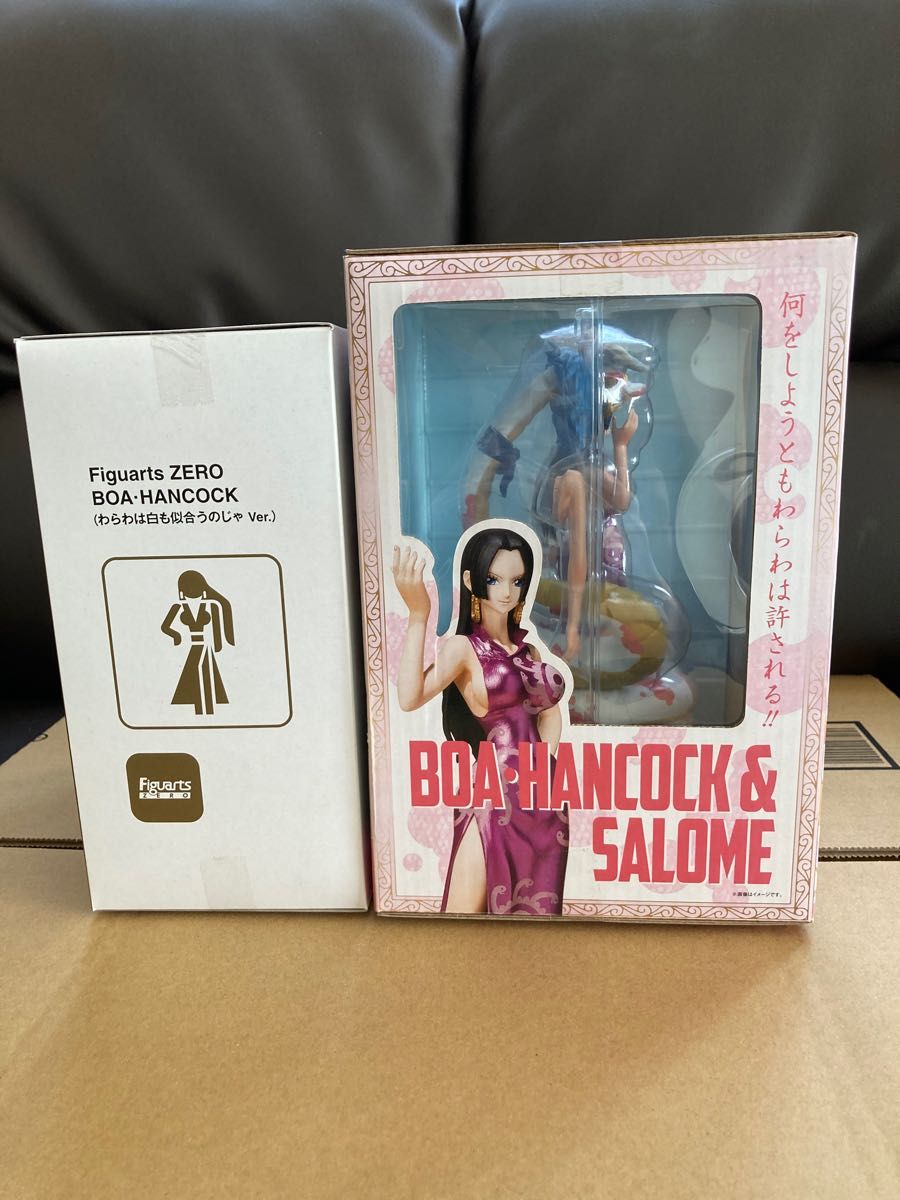 Figuarts ZERO
BOA･HANCOCK
(わらわは白も似合うのじゃ Ver.)
Figuarts
ZERO
何をしようともわらわは許される!!
BOA･HANCOCK &
SALOME
※画像はイメージです。